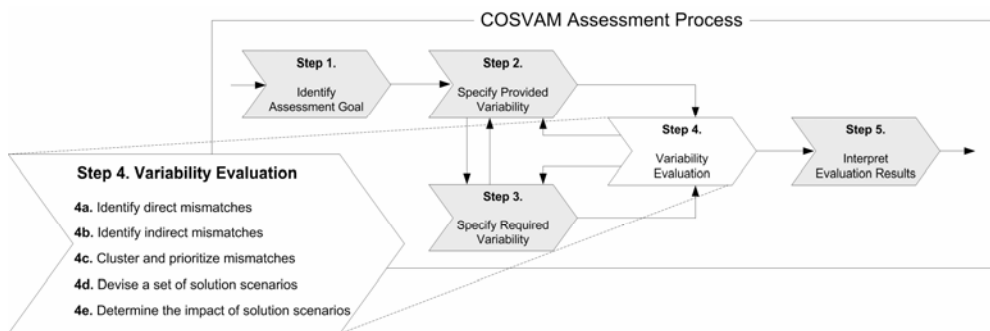 COSVAM Assessment Process
Step 1.
Identify
Assessment Goal
Step 2.
Specify Provided
Variability
Step 4.
Variability
Evaluation
Step 5.
Interpret
Evaluation Results
Step 3.
Specify Required
Variability
Step 4. Variability Evaluation
4a. Identify direct mismatches
4b. Identify indirect mismatches
4c. Cluster and prioritize mismatches
4d. Devise a set of solution scenarios
4e. Determine the impact of solution scenarios